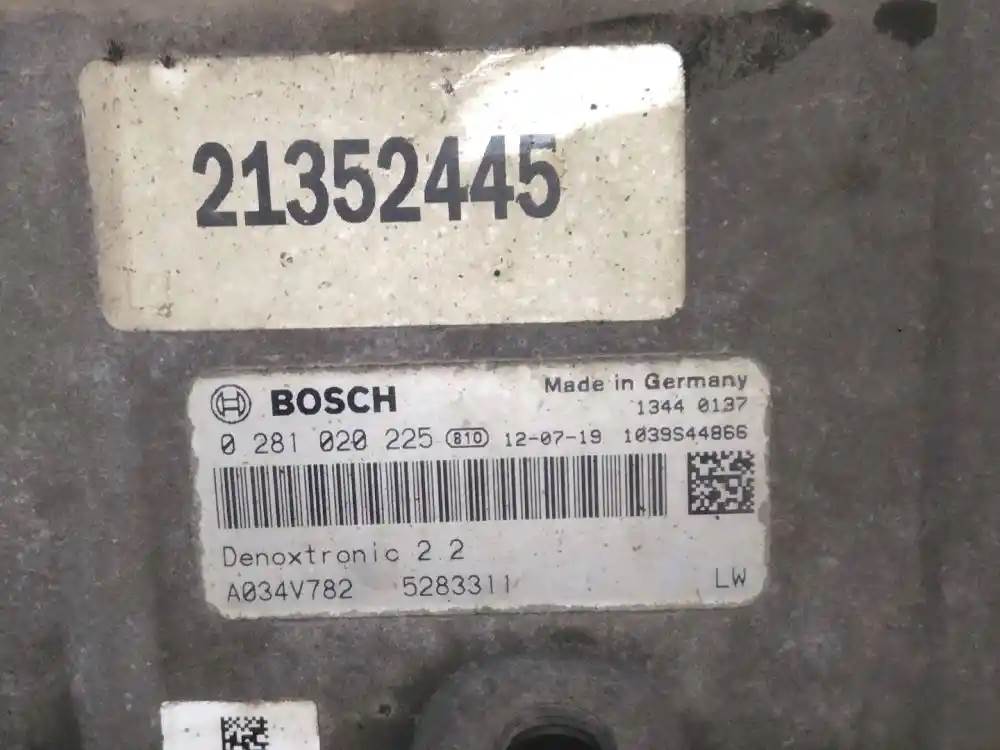 21352445
BOSCH
Made in Germany
1344 0137
0 281 020 225 810 12-07-19 1039S44866
Denoxtronic 2.2
A034V782 5283311
LW